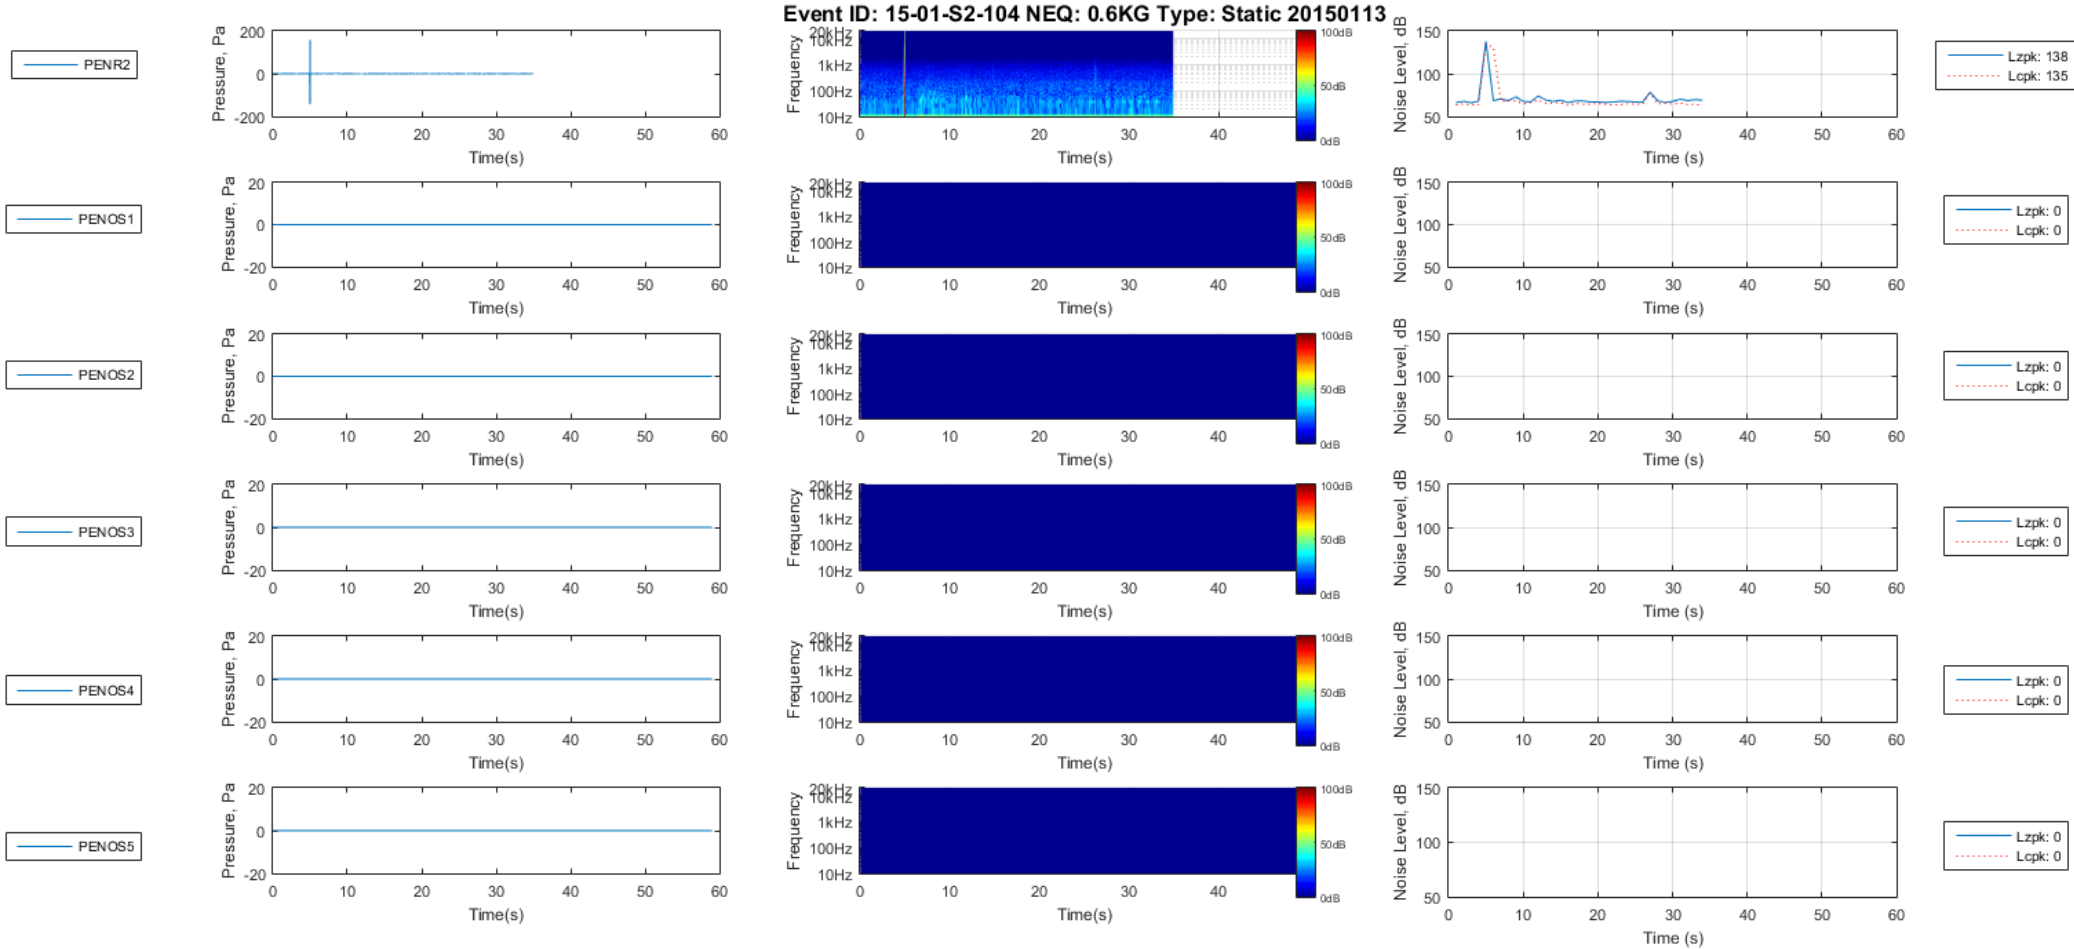 Event ID: 15-01-S2-104 NEQ: 0.6KG Type: Static 20150113
PENR2
Pressure, Pa
200
0
-200
0 10 20 30 40 50 60
Time(s)
Frequency
20kHz
10kHz
1kHz
100Hz
10Hz
0 20 40
Time(s)
100dB
50dB
0dB
Noise Level, dB
150
100
50
0 10 20 30 40 50 60
Time (s)
Lzpk: 138
Lcpk: 135
PENOS1
Pressure, Pa
20
0
-20
0 10 20 30 40 50 60
Time(s)
Frequency
20kHz
10kHz
1kHz
100Hz
10Hz
0 10 20 30 40
Time(s)
100dB
50dB
0dB
Noise Level, dB
150
100
50
0 10 20 30 40 50 60
Time (s)
Lzpk: 0
Lcpk: 0
PENOS2
Pressure, Pa
20
0
-20
0 10 20 30 40 50 60
Time(s)
Frequency
20kHz
10kHz
1kHz
100Hz
10Hz
0 10 20 30 40
Time(s)
100dB
50dB
0dB
Noise Level, dB
150
100
50
0 10 20 30 40 50 60
Time (s)
Lzpk: 0
Lcpk: 0
PENOS3
Pressure, Pa
20
0
-20
0 10 20 30 40 50 60
Time(s)
Frequency
20kHz
10kHz
1kHz
100Hz
10Hz
0 10 20 30 40
Time(s)
100dB
50dB
0dB
Noise Level, dB
150
100
50
0 10 20 30 40 50 60
Time (s)
Lzpk: 0
Lcpk: 0
PENOS4
Pressure, Pa
20
0
-20
0 10 20 30 40 50 60
Time(s)
Frequency
20kHz
10kHz
1kHz
100Hz
10Hz
0 10 20 30 40
Time(s)
100dB
50dB
0dB
Noise Level, dB
150
100
50
0 10 20 30 40 50 60
Time (s)
Lzpk: 0
Lcpk: 0
PENOS5
Pressure, Pa
20
0
-20
0 10 20 30 40 50 60
Time(s)
Frequency
20kHz
10kHz
1kHz
100Hz
10Hz
0 10 20 30 40
Time(s)
100dB
50dB
0dB
Noise Level, dB
150
100
50
0 10 20 30 40 50 60
Time (s)
Lzpk: 0
Lcpk: 0